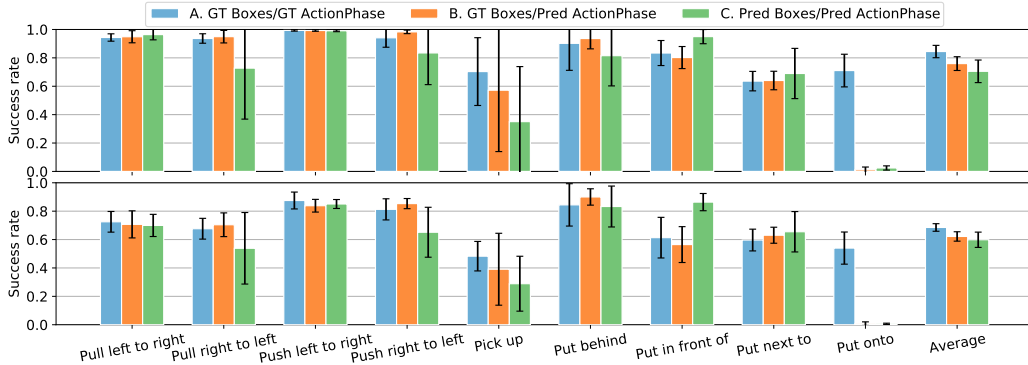 A. GT Boxes/GT ActionPhase B. GT Boxes/Pred ActionPhase C. Pred Boxes/Pred ActionPhase
1.0
0.8
0.6
0.4
0.2
0.0
Success rate
1.0
0.8
0.6
0.4
0.2
0.0
Success rate
Pull left to right
Pull right to left
Push left to right
Push right to left
Pick up
Put behind
Put in front of
Put next to
Put onto
Average